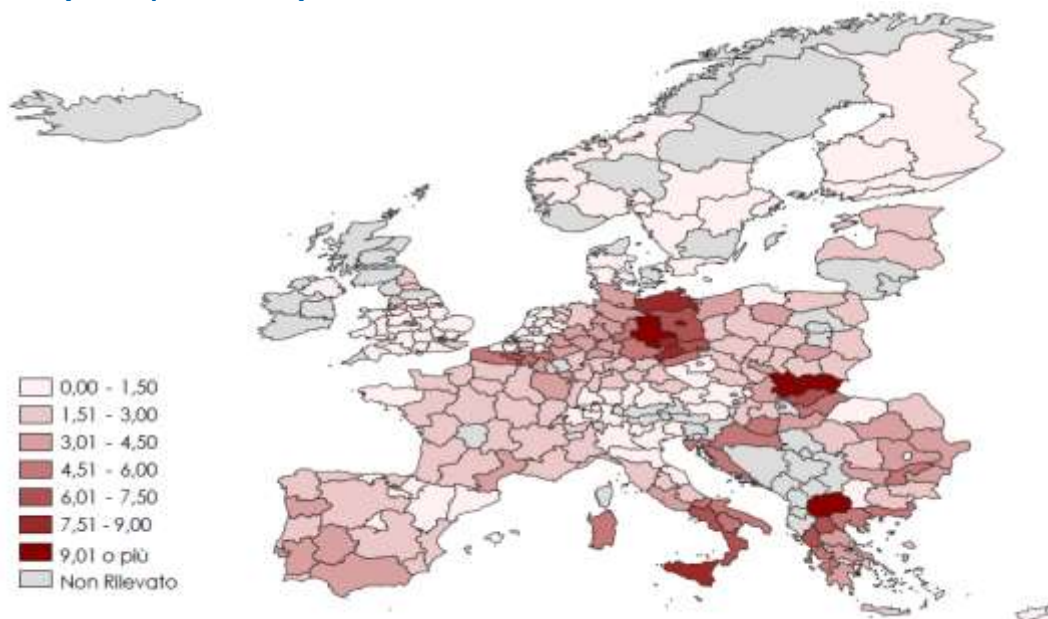 0,00 - 1,50
1,51 - 3,00
3,01 - 4,50
4,51 - 6,00
6,01 - 7,50
7,51 - 9,00
9,01 o più
Non Rilevato